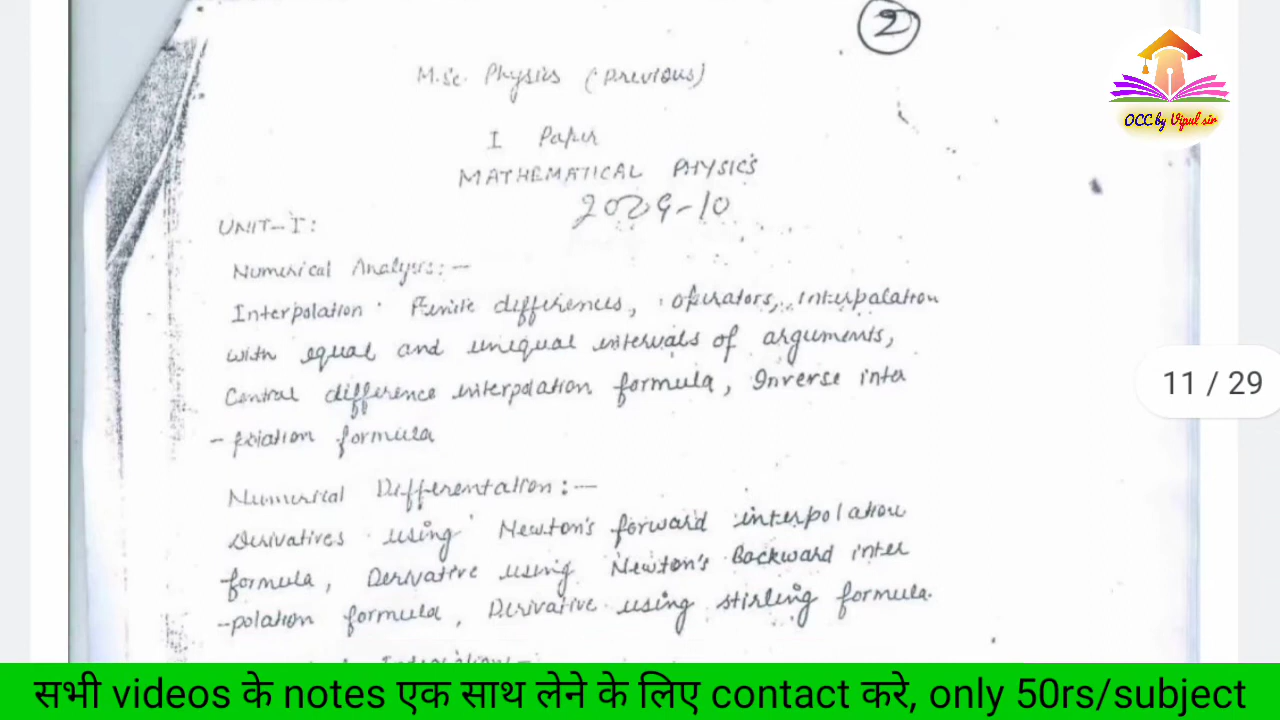 2
M.Sc. Physics (Previous)
I Paper
MATHEMATICAL PHYSICS
2009-10
UNIT-I:
Numerical Analysis:-
Interpolation Finite differences, operators, interpalation
with equal and unequal intervals of arguments,
Central difference interpolation formula, Inverse inter
-polation formula
Numerical Differentation:-
Derivatives using Newton's forward interpolation
formula, Derivative using Newton's Backward inter
-polation formula, Derivative using stirling formula.
OCC by Vipul sir
11 / 29
सभी videos के notes एक साथ लेने के लिए contact करे, only 50rs/subject